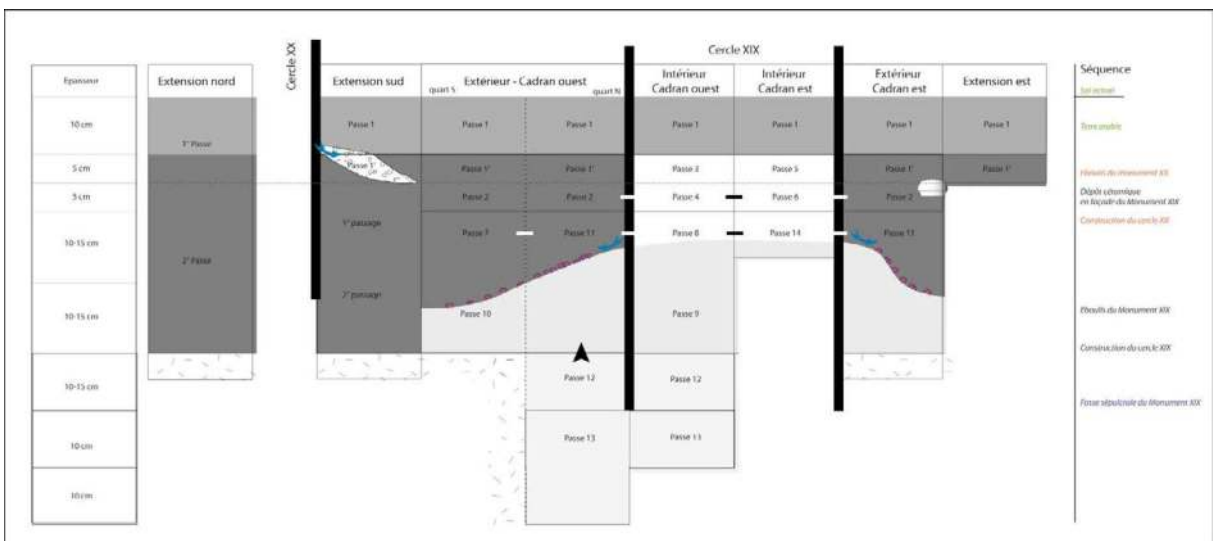 Cercle XIX
Cercle XX
Epaisseur
Extension nord
Extension sud
Extérieur - Cadran ouest
quart S
quart N
Intérieur
Cadran ouest
Intérieur
Cadran est
Extérieur
Cadran est
Extension est
Séquence
Sol actuel
10 cm
1° Passe
Passe 1
Passe 1
Passe 1
Passe 1
Passe 1
Passe 1
Passe 1
Terre arable
5 cm
Passe 1'
Passe 1'
Passe 1'
Passe 3
Passe 5
Passe 1'
Passe 1'
du monument XX
3 cm
Passe 2
Passe 2
Passe 4
Passe 6
Passe 2
Dépôt céramique
en façade du Monument XIX
Construction du cercle XX
10-15 cm
2° Passe
1° passage
Passe 7
Passe 11
Passe 8
Passe 14
Passe
10-15 cm
2° passage
Passe 10
Passe 9
Eboulis du Monument XIX
Construction du cercle XIX
10-15 cm
Passe 12
Passe 12
Fosse sépulcrale du Monument XIX
10 cm
Passe 13
Passe 13
10 cm